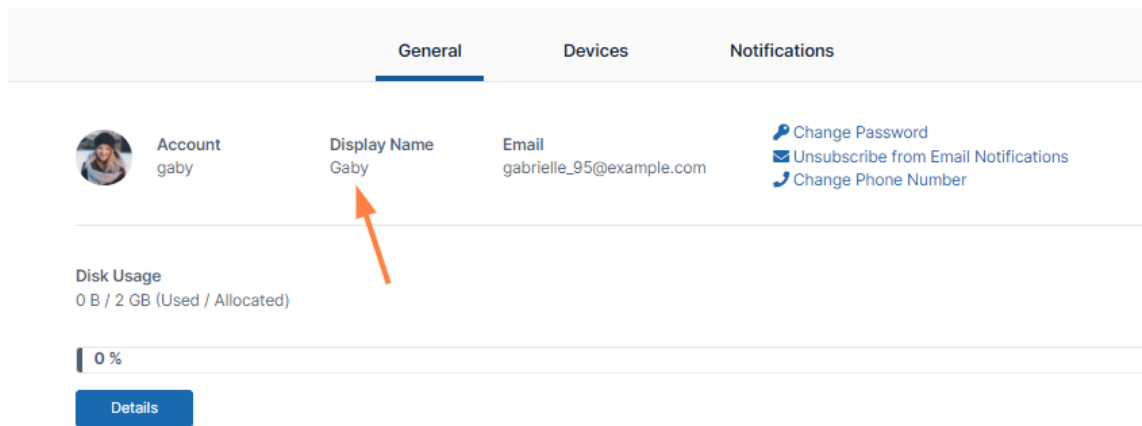 General Devices Notifications
Account Display Name Email
gaby Gaby gabrielle_95@example.com
Change Password
Unsubscribe from Email Notifications
Change Phone Number
Disk Usage
0 B / 2 GB (Used / Allocated)
0 %
Details